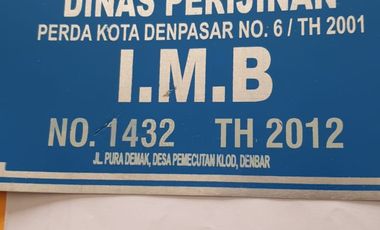 DINAS PERIJINAN
PERDA KOTA DENPASAR NO. 6 / TH 2001
I.M.B
NO. 1432 TH 2012
JL. PURA DEMAK, DESA PEMECUTAN KLOD, DENBAR